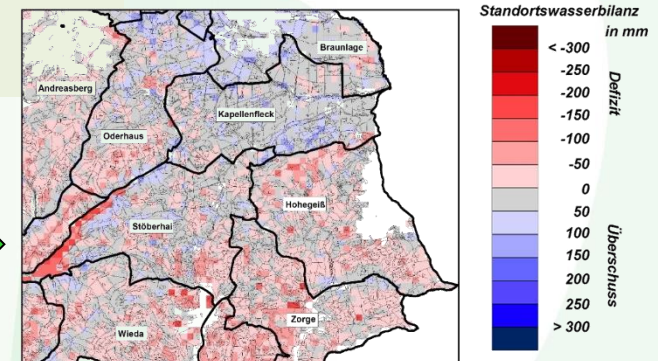 Standortswasserbilanz
in mm
Braunlage
Andreasberg
Kapellenfleck
Oderhaus
Hohegeiß
Stöberhai
Zorge
Wieda
< -300
-250
-200
-150
-100
-50
0
50
100
150
200
250
> 300
Defizit
Überschuss